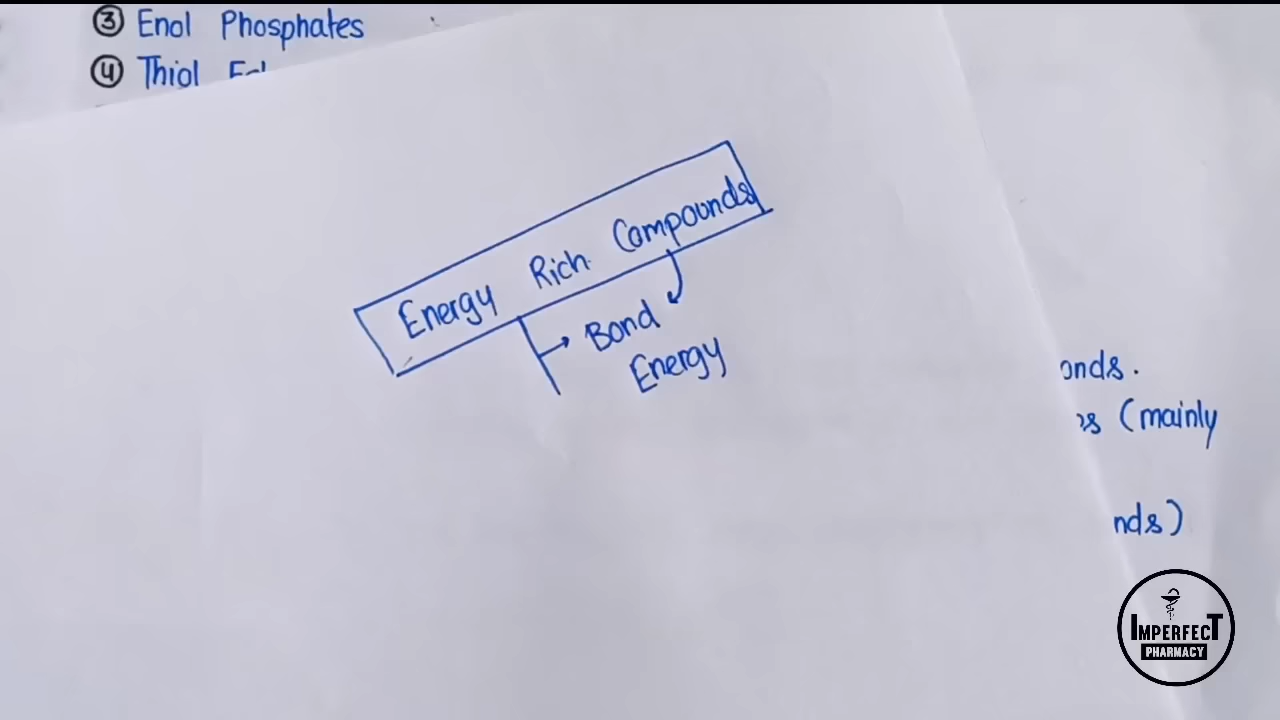 ③ Enol Phosphates
④ Thiol
Energy Rich Compounds
Bond
Energy
onds.
(mainly
nds)
IMPERFECT
PHARMACY